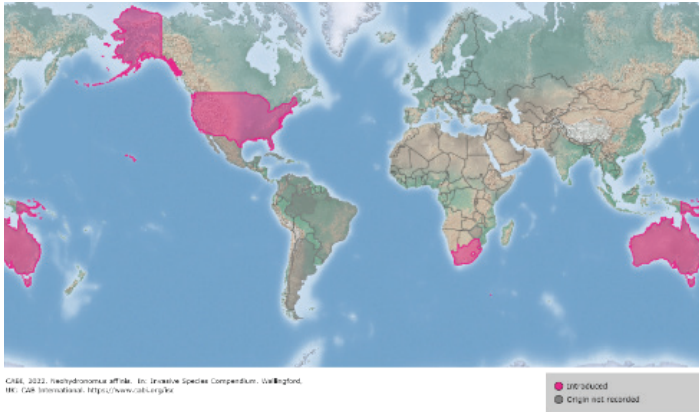 CABI, 2022. Neohydronomus affinis. In: Invasive Species Compendium. Wallingford,
UK: CAB International. https://www.cabi.org/isc
Introduced
Origin not recorded